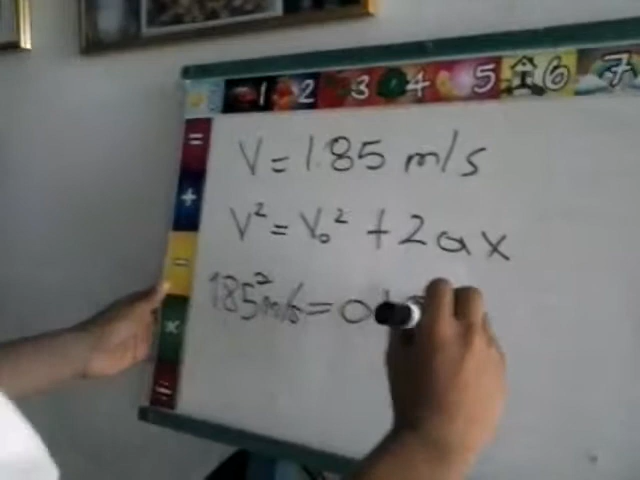 1 2 3 4 5 6 7
=
+
-
×
÷
V = 1.85 m/s
V² = V₀² + 2ax
1.85² m/s = 0